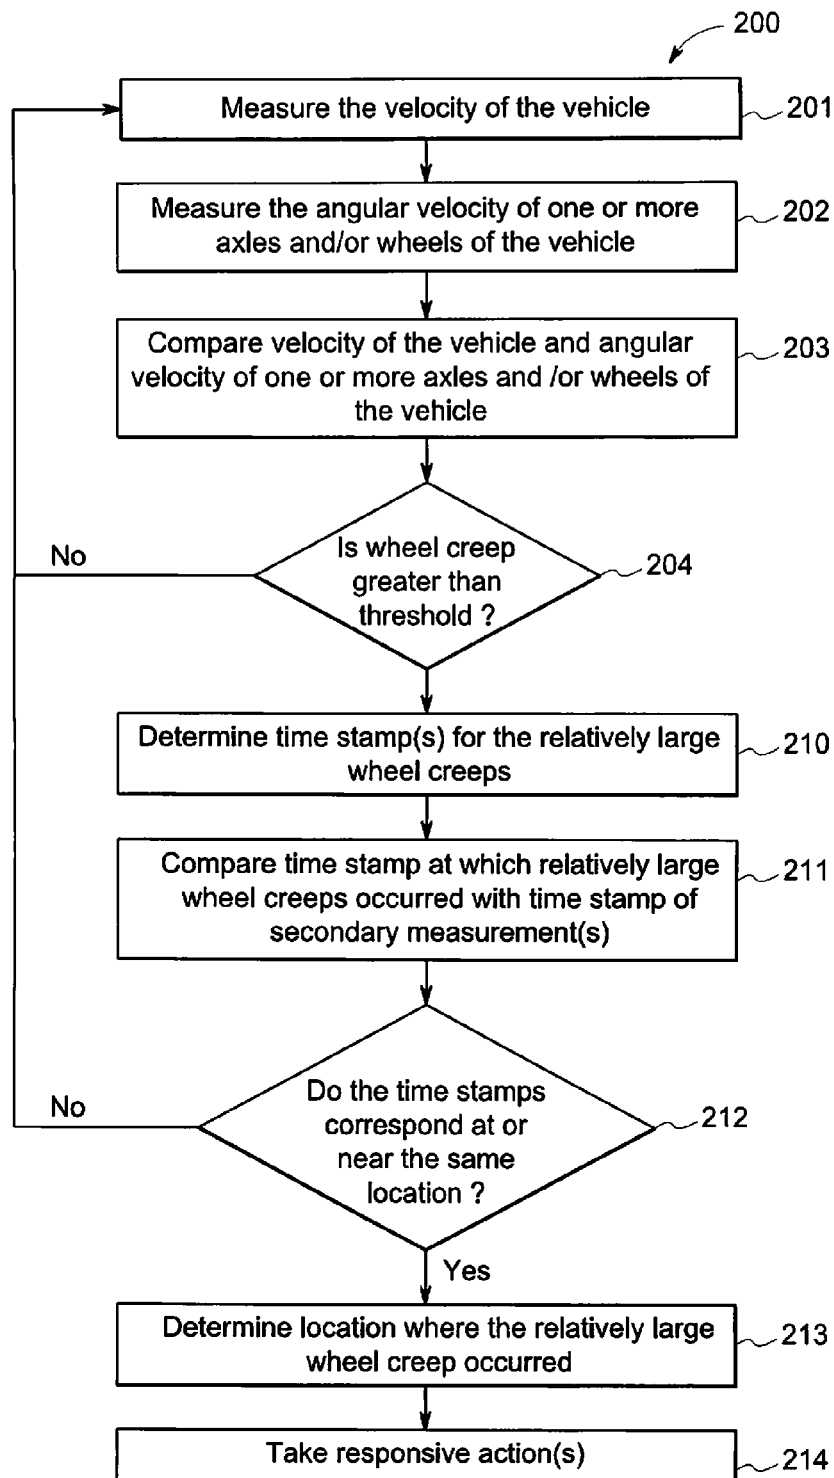 200
Measure the velocity of the vehicle
201
Measure the angular velocity of one or more
axles and/or wheels of the vehicle
202
Compare velocity of the vehicle and angular
velocity of one or more axles and /or wheels of
the vehicle
203
No
Is wheel creep
greater than
threshold ?
204
Determine time stamp(s) for the relatively large
wheel creeps
210
Compare time stamp at which relatively large
wheel creeps occurred with time stamp of
secondary measurement(s)
211
No
Do the time stamps
correspond at or
near the same
location ?
212
Yes
Determine location where the relatively large
wheel creep occurred
213
Take responsive action(s)
214